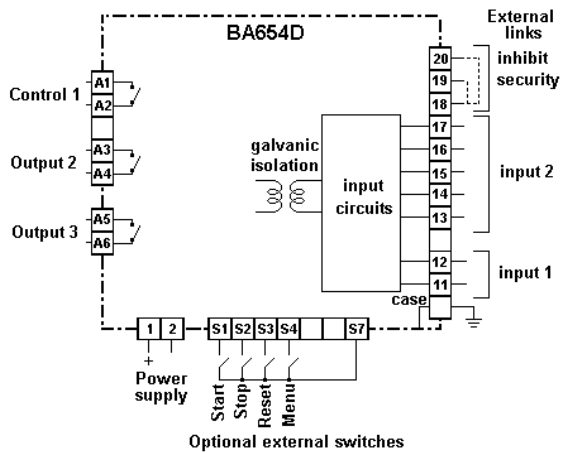 BA654D
External
links
inhibit
security
20
19
18
Control 1
A1
A2
Output 2
A3
A4
Output 3
A5
A6
galvanic
isolation
input
circuits
17
16
15
14
13
input 2
12
11
input 1
case
1 2 S1 S2 S3 S4 S7
+
Power
supply
Start
Stop
Reset
Menu
Optional external switches